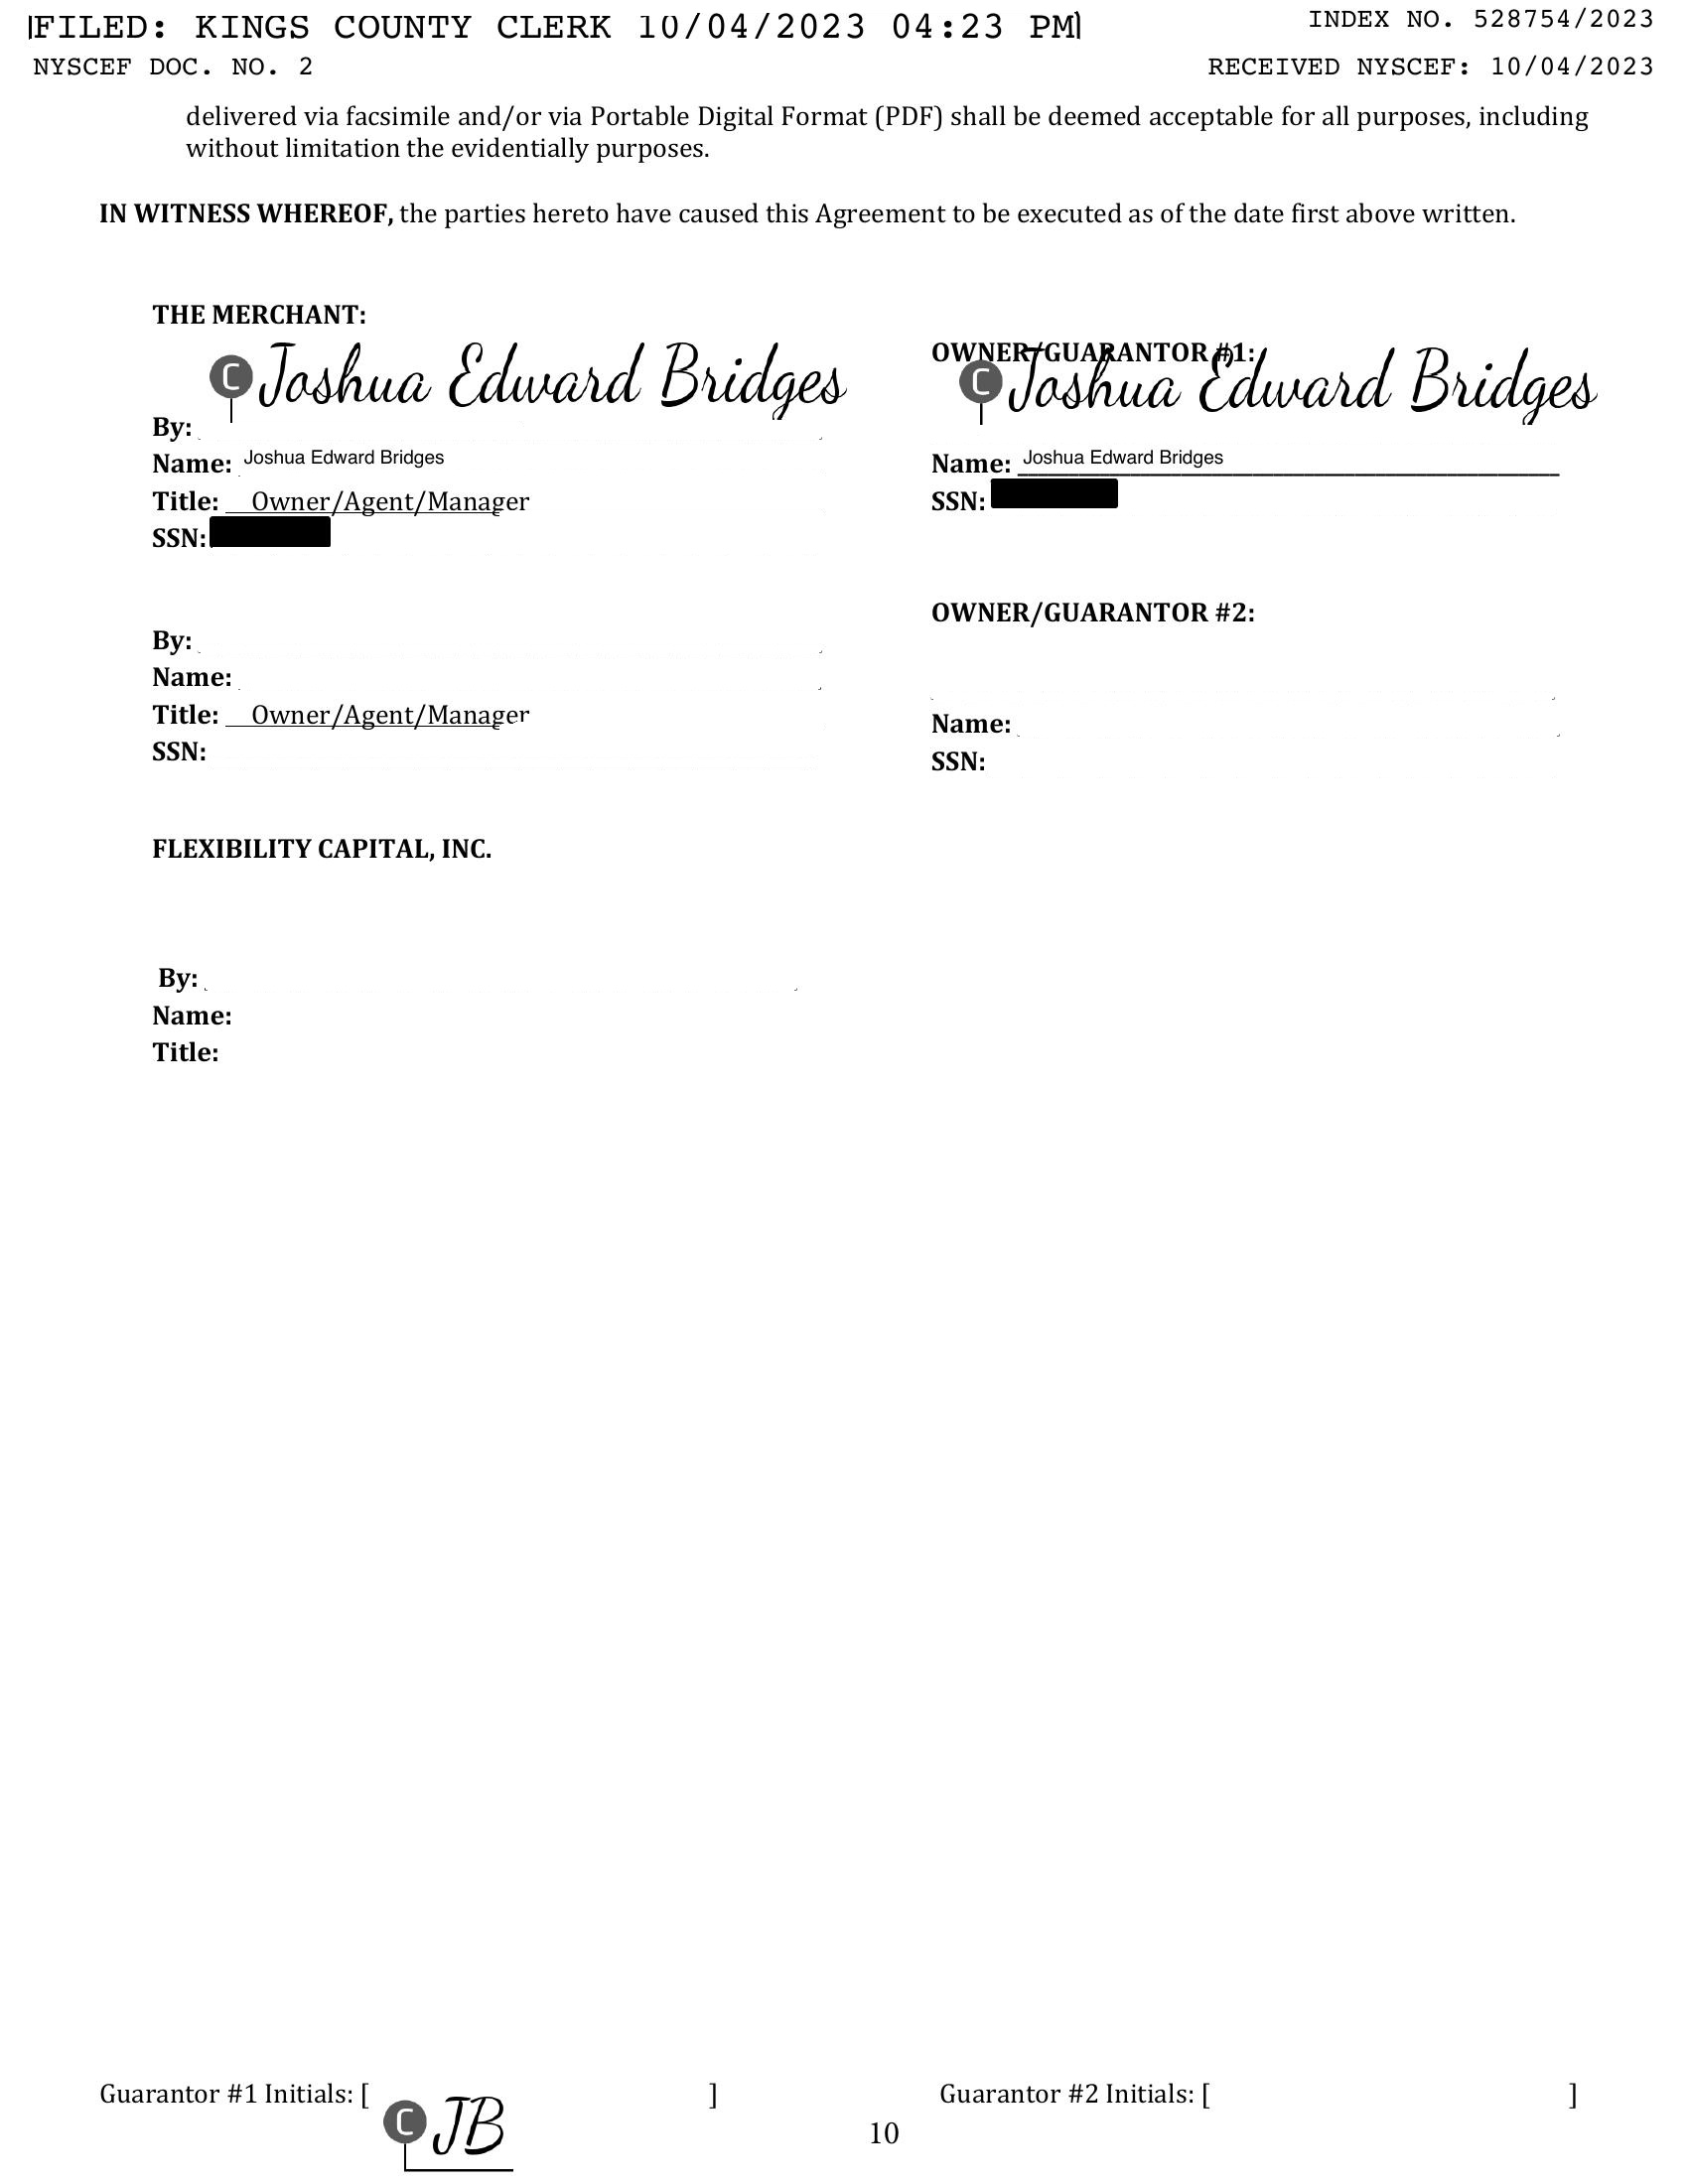 FILED: KINGS COUNTY CLERK 10/04/2023 04:23 PM
INDEX NO. 528754/2023
NYSCEF DOC. NO. 2
RECEIVED NYSCEF: 10/04/2023
delivered via facsimile and/or via Portable Digital Format (PDF) shall be deemed acceptable for all purposes, including
without limitation the evidentially purposes.
IN WITNESS WHEREOF, the parties hereto have caused this Agreement to be executed as of the date first above written.
THE MERCHANT:
C Joshua Edward Bridges
By:
Name: Joshua Edward Bridges
Title: Owner/Agent/Manager
SSN:
By:
Name:
Title: Owner/Agent/Manager
SSN:
OWNER/GUARANTOR #1:
C Joshua Edward Bridges
Name: Joshua Edward Bridges
SSN:
OWNER/GUARANTOR #2:
Name:
SSN:
FLEXIBILITY CAPITAL, INC.
By:
Name:
Title:
Guarantor #1 Initials: [ C JB ]
Guarantor #2 Initials: [ ]
10